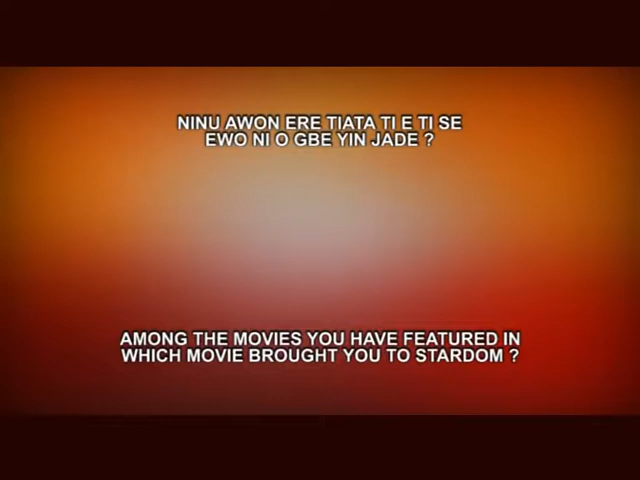 NINU AWON ERE TIATA TI E TI SE
EWO NI O GBE YIN JADE ?
AMONG THE MOVIES YOU HAVE FEATURED IN
WHICH MOVIE BROUGHT YOU TO STARDOM ?